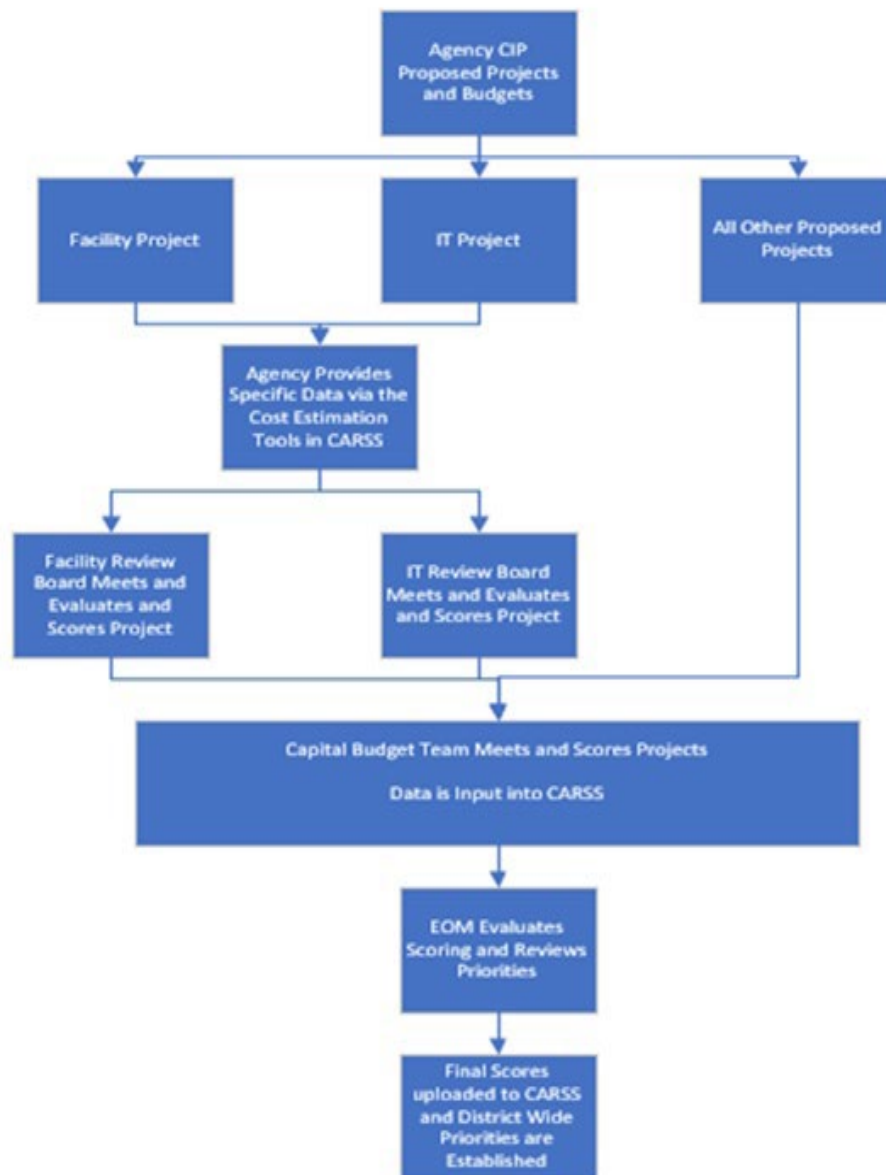 Agency CIP
Proposed Projects
and Budgets
Facility Project
IT Project
All Other Proposed
Projects
Agency Provides
Specific Data via the
Cost Estimation
Tools in CARSS
Facility Review
Board Meets and
Evaluates and
Scores Project
IT Review Board
Meets and Evaluates
and Scores Project
Capital Budget Team Meets and Scores Projects
Data is Input into CARSS
EOM Evaluates
Scoring and Reviews
Priorities
Final Scores
uploaded to CARSS
and District Wide
Priorities are
Established